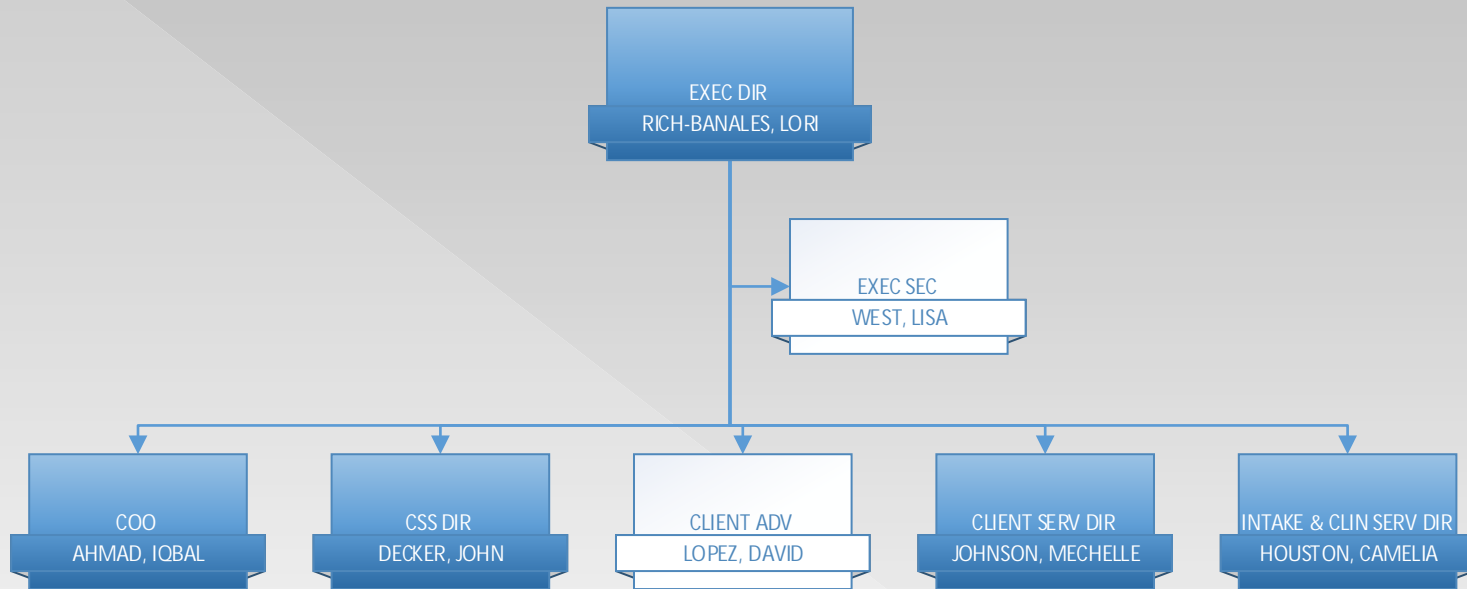 EXEC DIR
RICH-BANALES, LORI
EXEC SEC
WEST, LISA
COO
AHMAD, IQBAL
CSS DIR
DECKER, JOHN
CLIENT ADV
LOPEZ, DAVID
CLIENT SERV DIR
JOHNSON, MECHELLE
INTAKE & CLIN SERV DIR
HOUSTON, CAMELIA